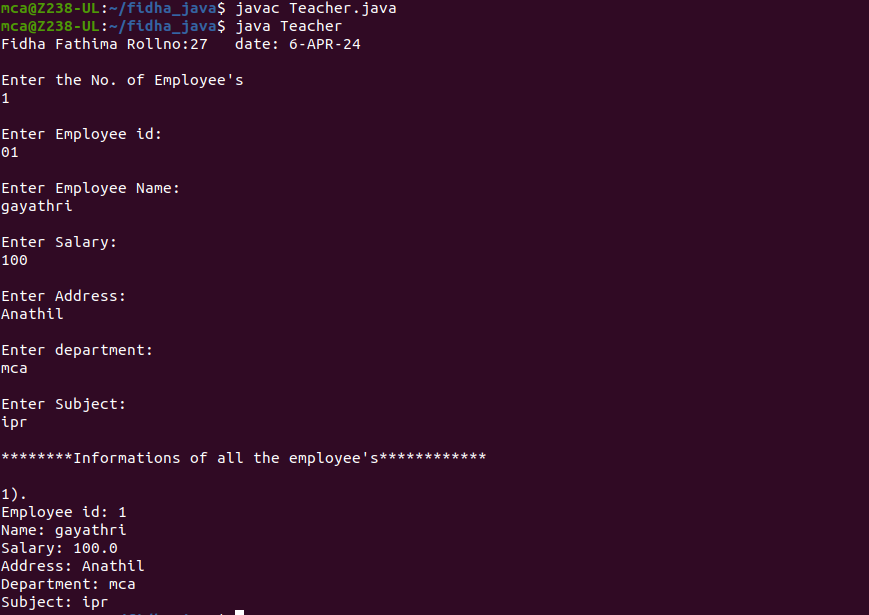 mca@Z238-UL:~/fidha_java$ javac Teacher.java
mca@Z238-UL:~/fidha_java$ java Teacher
Fidha Fathima Rollno:27   date: 6-APR-24
Enter the No. of Employee's
1
Enter Employee id:
01
Enter Employee Name:
gayathri
Enter Salary:
100
Enter Address:
Anathil
Enter department:
mca
Enter Subject:
ipr
********Informations of all the employee's************
1).
Employee id: 1
Name: gayathri
Salary: 100.0
Address: Anathil
Department: mca
Subject: ipr